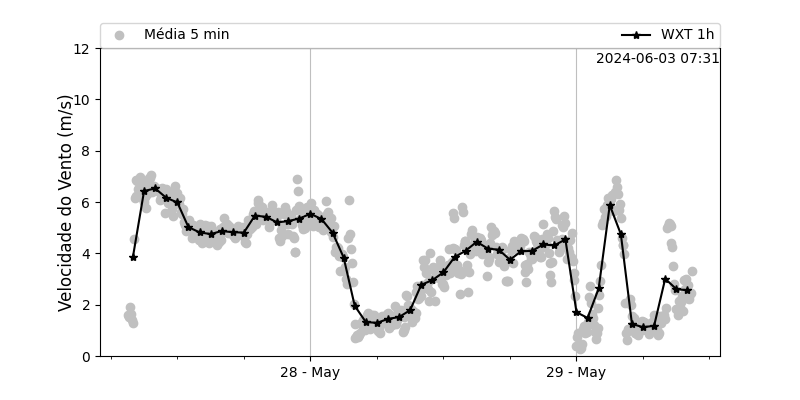 Média 5 min
WXT 1h
2024-06-03 07:31
Velocidade do Vento (m/s)
12
10
8
6
4
2
0
28 - May
29 - May